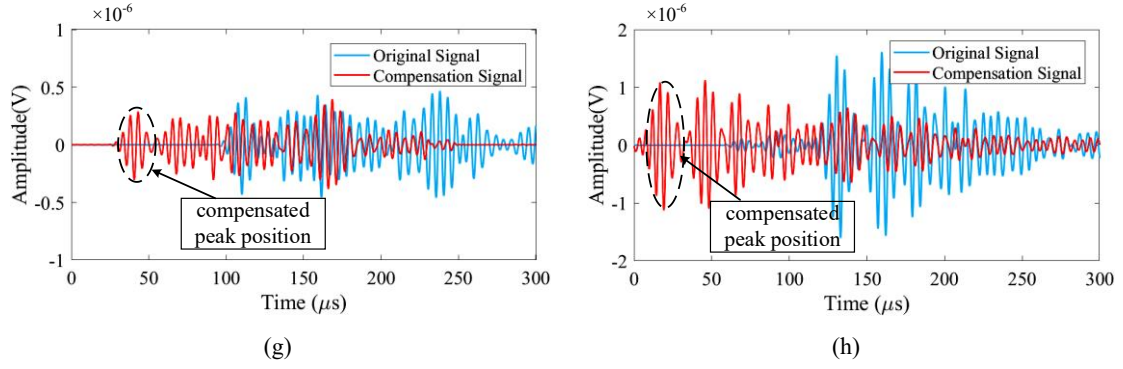 ×10⁻⁶
1
0.5
0
-0.5
-1
Amplitude(V)
Original Signal
Compensation Signal
compensated
peak position
0 50 100 150 200 250 300
Time (μs)
(g)
×10⁻⁶
2
1
0
-1
-2
Amplitude(V)
Original Signal
Compensation Signal
compensated
peak position
0 50 100 150 200 250 300
Time (μs)
(h)